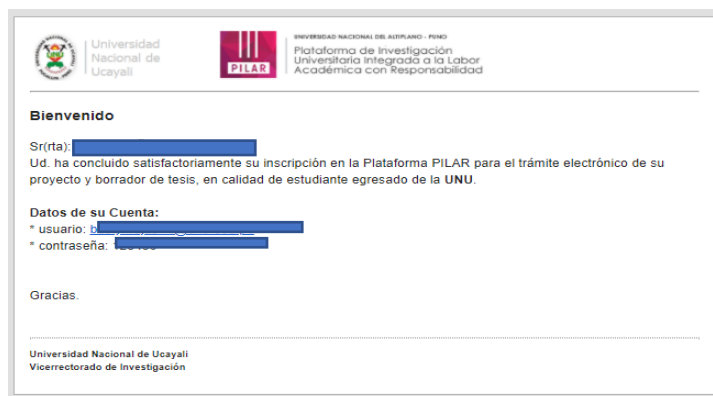 Universidad
Nacional de
Ucayali
PILAR
UNIVERSIDAD NACIONAL DEL ALTIPLANO - PUNO
Plataforma de Investigación
Universitaria Integrada a la Labor
Académica con Responsabilidad
Bienvenido
Sr(rta):
Ud. ha concluido satisfactoriamente su inscripción en la Plataforma PILAR para el trámite electrónico de su
proyecto y borrador de tesis, en calidad de estudiante egresado de la UNU.
Datos de su Cuenta:
* usuario:
* contraseña:
Gracias.
Universidad Nacional de Ucayali
Vicerrectorado de Investigación